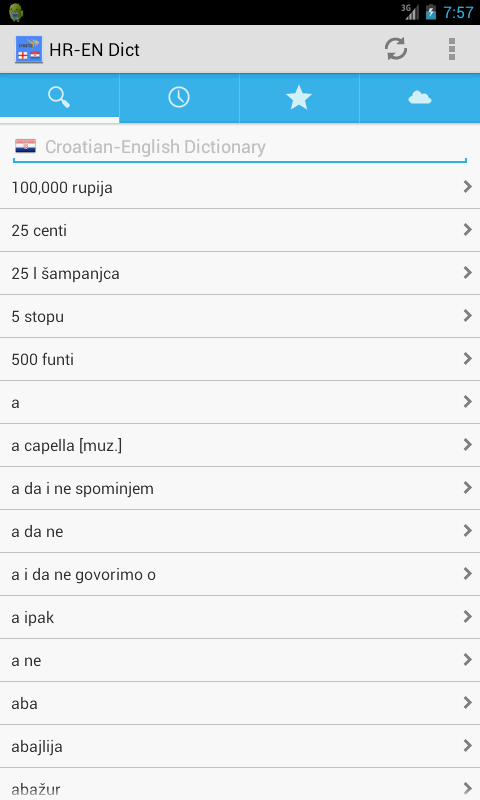 3G 7:57
HR-EN Dict
Croatian-English Dictionary
100,000 rupija
25 centi
25 l šampanjca
5 stopu
500 funti
a
a capella [muz.]
a da i ne spominjem
a da ne
a i da ne govorimo o
a ipak
a ne
aba
abajlija
abažur